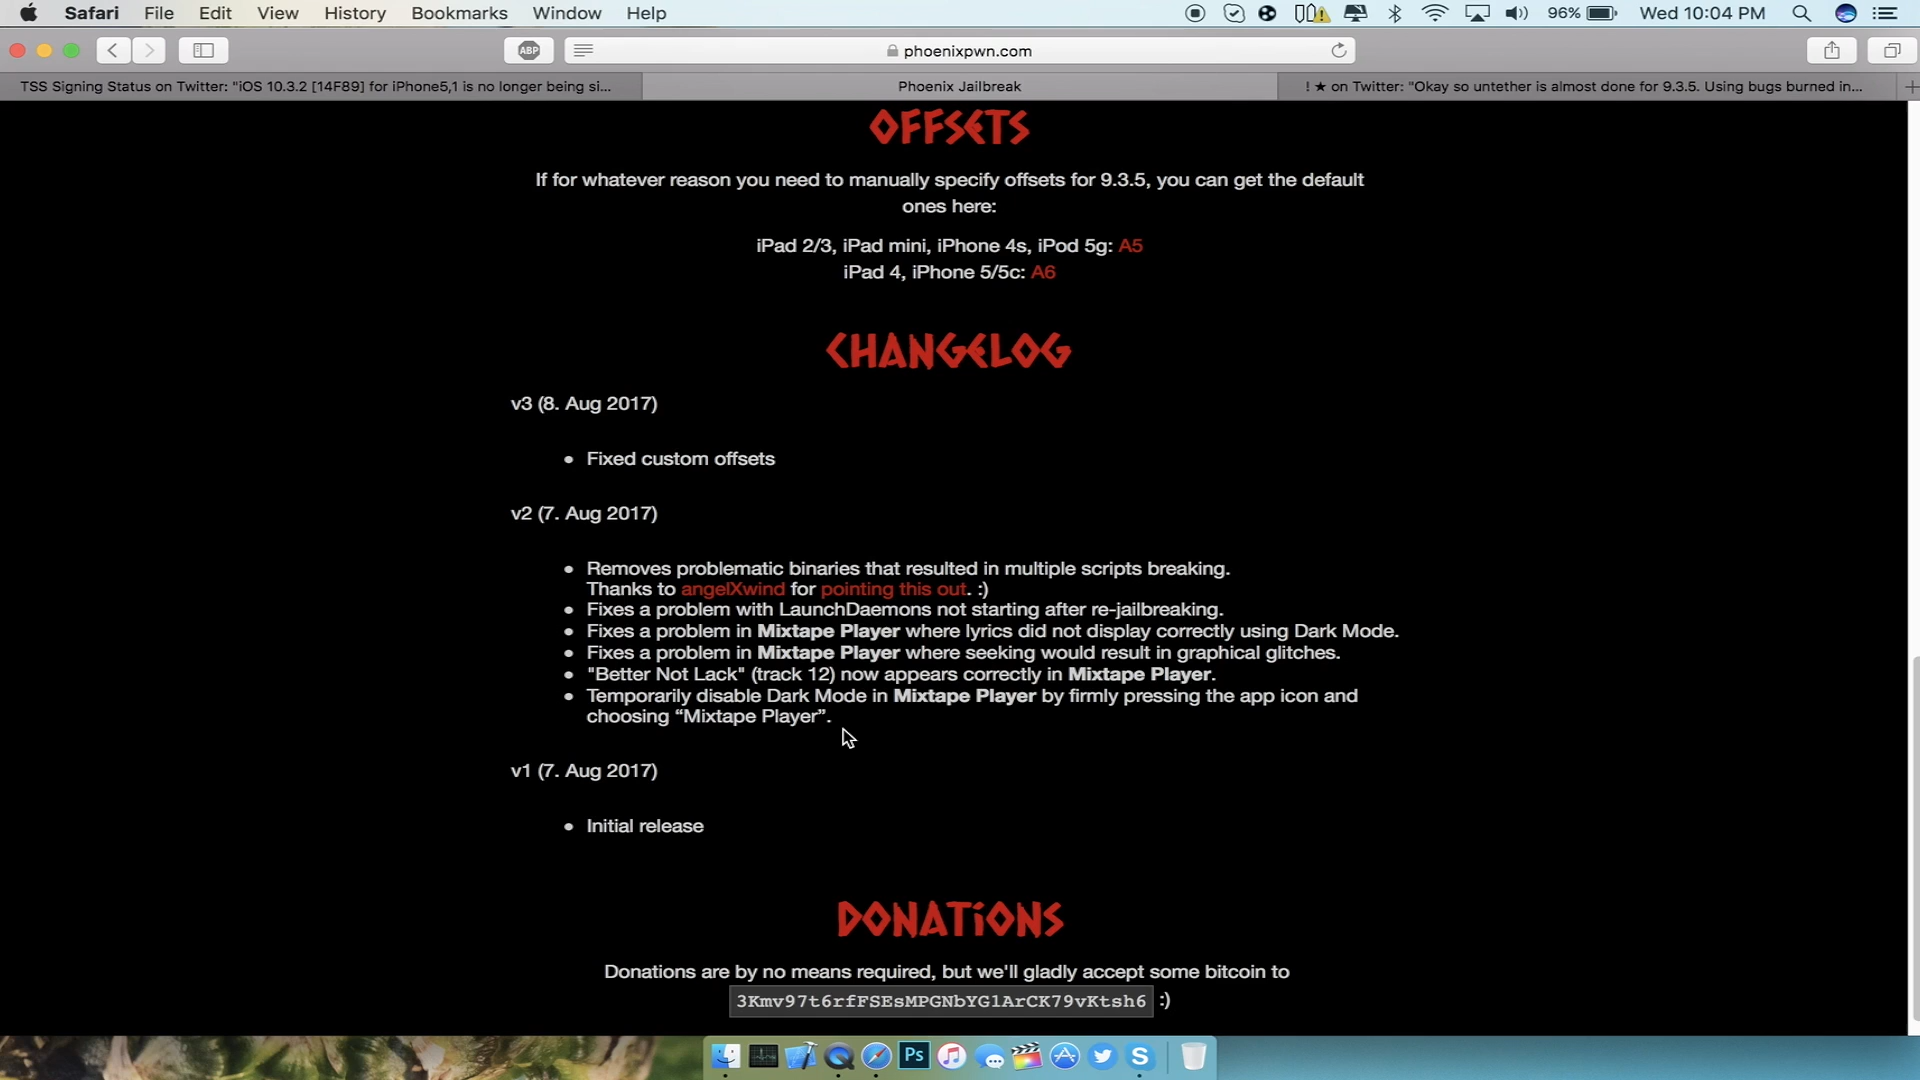 Safari File Edit View History Bookmarks Window Help 96% Wed 10:04 PM
ABP phoenixpwn.com
TSS Signing Status on Twitter: "iOS 10.3.2 [14F89] for iPhone5,1 is no longer being si...
Phoenix Jailbreak
! ★ on Twitter: "Okay so untether is almost done for 9.3.5. Using bugs burned in...
OFFSETS
If for whatever reason you need to manually specify offsets for 9.3.5, you can get the default
ones here:
iPad 2/3, iPad mini, iPhone 4s, iPod 5g: A5
iPad 4, iPhone 5/5c: A6
CHANGELOG
v3 (8. Aug 2017)
• Fixed custom offsets
v2 (7. Aug 2017)
• Removes problematic binaries that resulted in multiple scripts breaking.
Thanks to angelXwind for pointing this out. :)
• Fixes a problem with LaunchDaemons not starting after re-jailbreaking.
• Fixes a problem in Mixtape Player where lyrics did not display correctly using Dark Mode.
• Fixes a problem in Mixtape Player where seeking would result in graphical glitches.
• "Better Not Lack" (track 12) now appears correctly in Mixtape Player.
• Temporarily disable Dark Mode in Mixtape Player by firmly pressing the app icon and
choosing “Mixtape Player”.
v1 (7. Aug 2017)
• Initial release
DONATiONS
Donations are by no means required, but we'll gladly accept some bitcoin to
3Kmv97t6rfFSEsMPGNbYG1ArCK79vKtsh6 :)
Ps